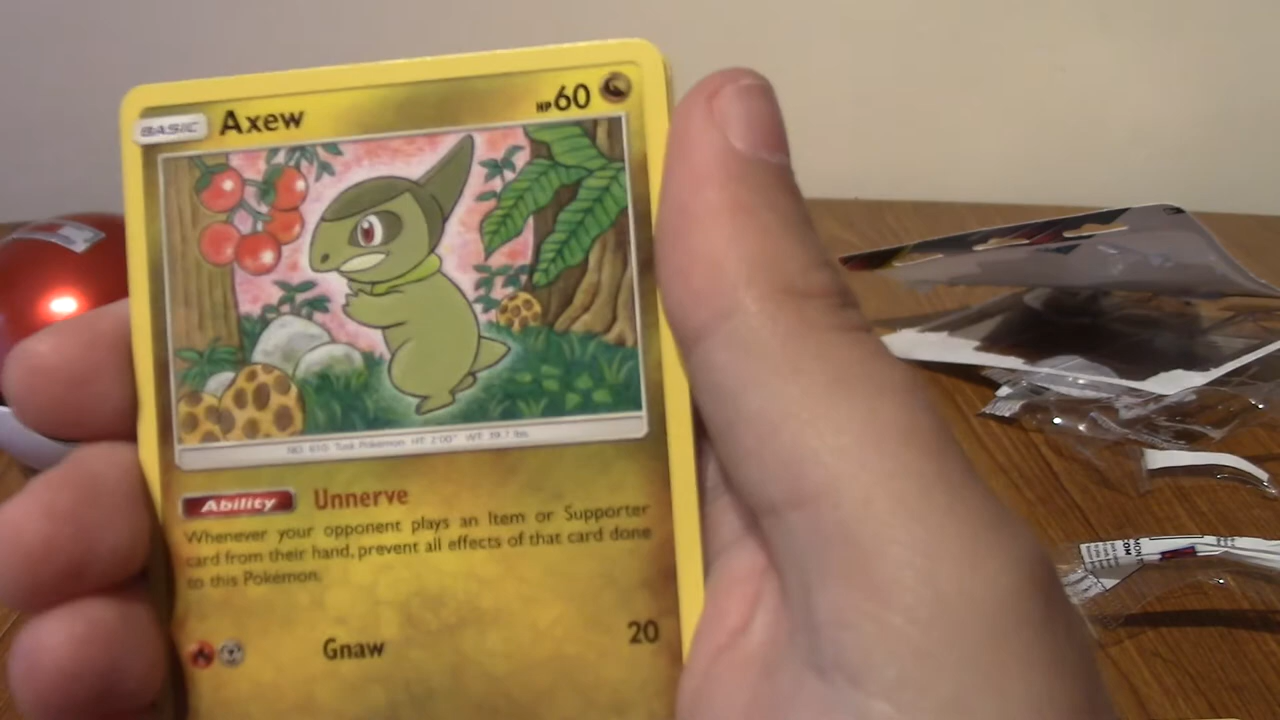 BASIC Axew HP 60
NO. 610 Tusk Pokémon HT: 2'00" WT: 39.7 lbs.
Ability Unnerve
Whenever your opponent plays an Item or Supporter
card from their hand, prevent all effects of that card done
to this Pokémon.
Gnaw 20